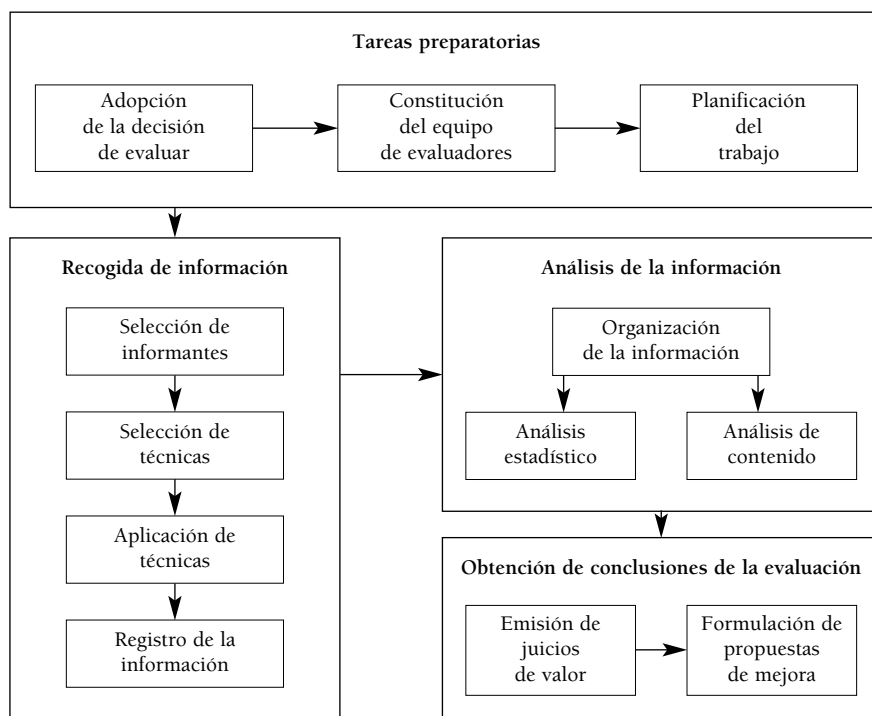 Tareas preparatorias
Adopción
de la decisión
de evaluar
Constitución
del equipo
de evaluadores
Planificación
del
trabajo
Recogida de información
Selección de
informantes
Selección de
técnicas
Aplicación de
técnicas
Registro de la
información
Análisis de la información
Organización
de la información
Análisis
estadístico
Análisis de
contenido
Obtención de conclusiones de la evaluación
Emisión de
juicios
de valor
Formulación de
propuestas
de mejora